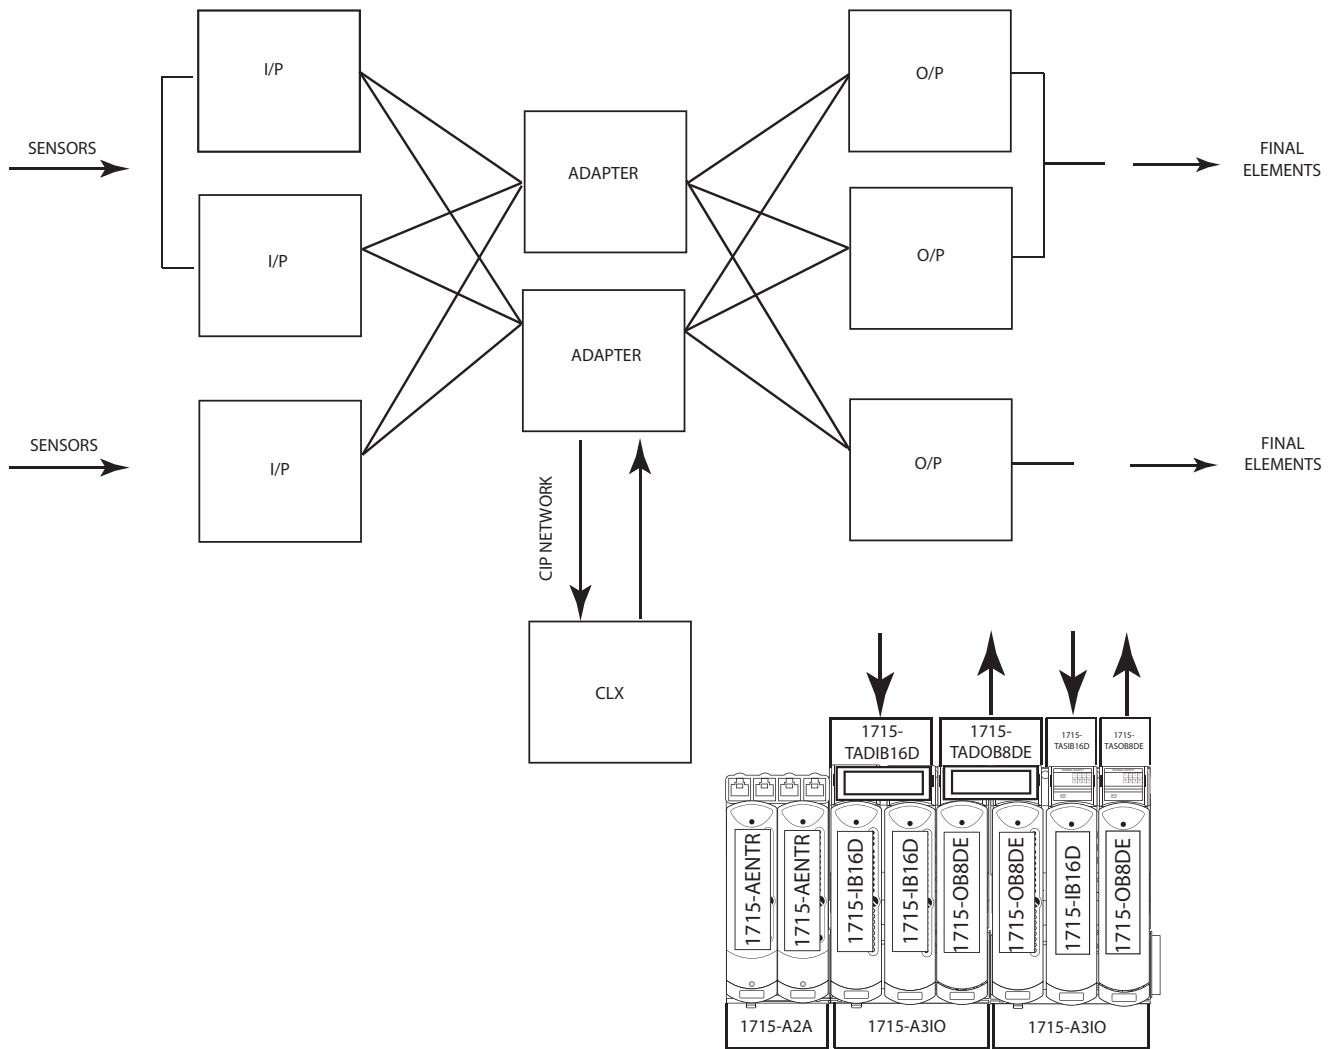 I/P
O/P
SENSORS
ADAPTER
FINAL
ELEMENTS
I/P
O/P
ADAPTER
SENSORS
I/P
O/P
FINAL
ELEMENTS
CIP NETWORK
CLX
1715-
TADIB16D
1715-
TADOB8DE
1715-
TASIB16D
1715-
TASOB8DE
1715-AENTR
1715-AENTR
1715-IB16D
1715-IB16D
1715-OB8DE
1715-OB8DE
1715-IB16D
1715-OB8DE
1715-A2A
1715-A3IO
1715-A3IO